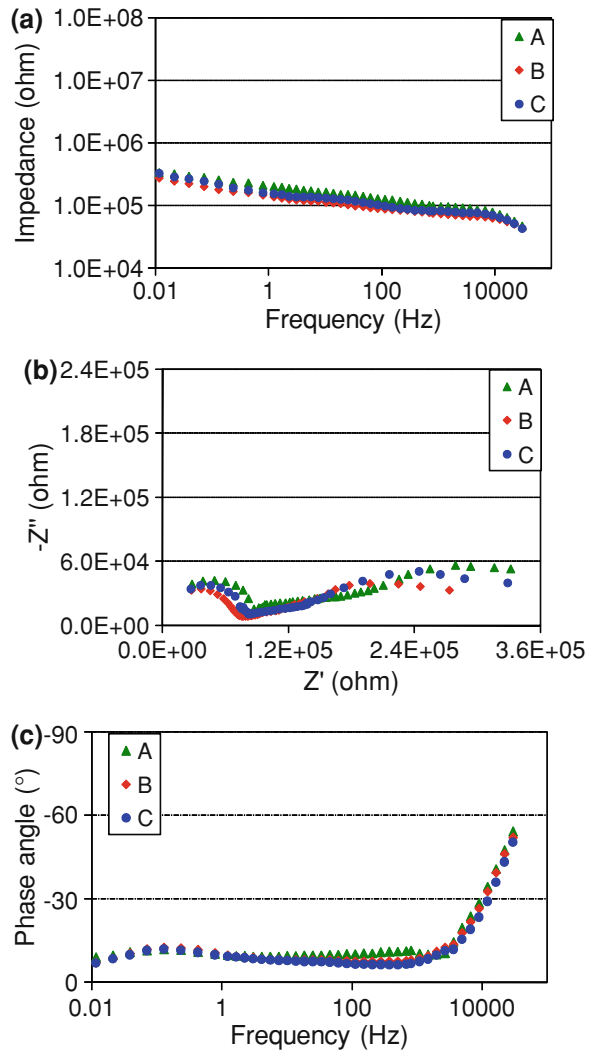 (a)
1.0E+08
1.0E+07
1.0E+06
1.0E+05
1.0E+04
Impedance (ohm)
A
B
C
0.01
1
100
10000
Frequency (Hz)
(b)
2.4E+05
1.8E+05
1.2E+05
6.0E+04
0.0E+00
-Z" (ohm)
A
B
C
0.0E+00
1.2E+05
2.4E+05
3.6E+05
Z' (ohm)
(c)
-90
-60
-30
0
Phase angle (°)
A
B
C
0.01
1
100
10000
Frequency (Hz)